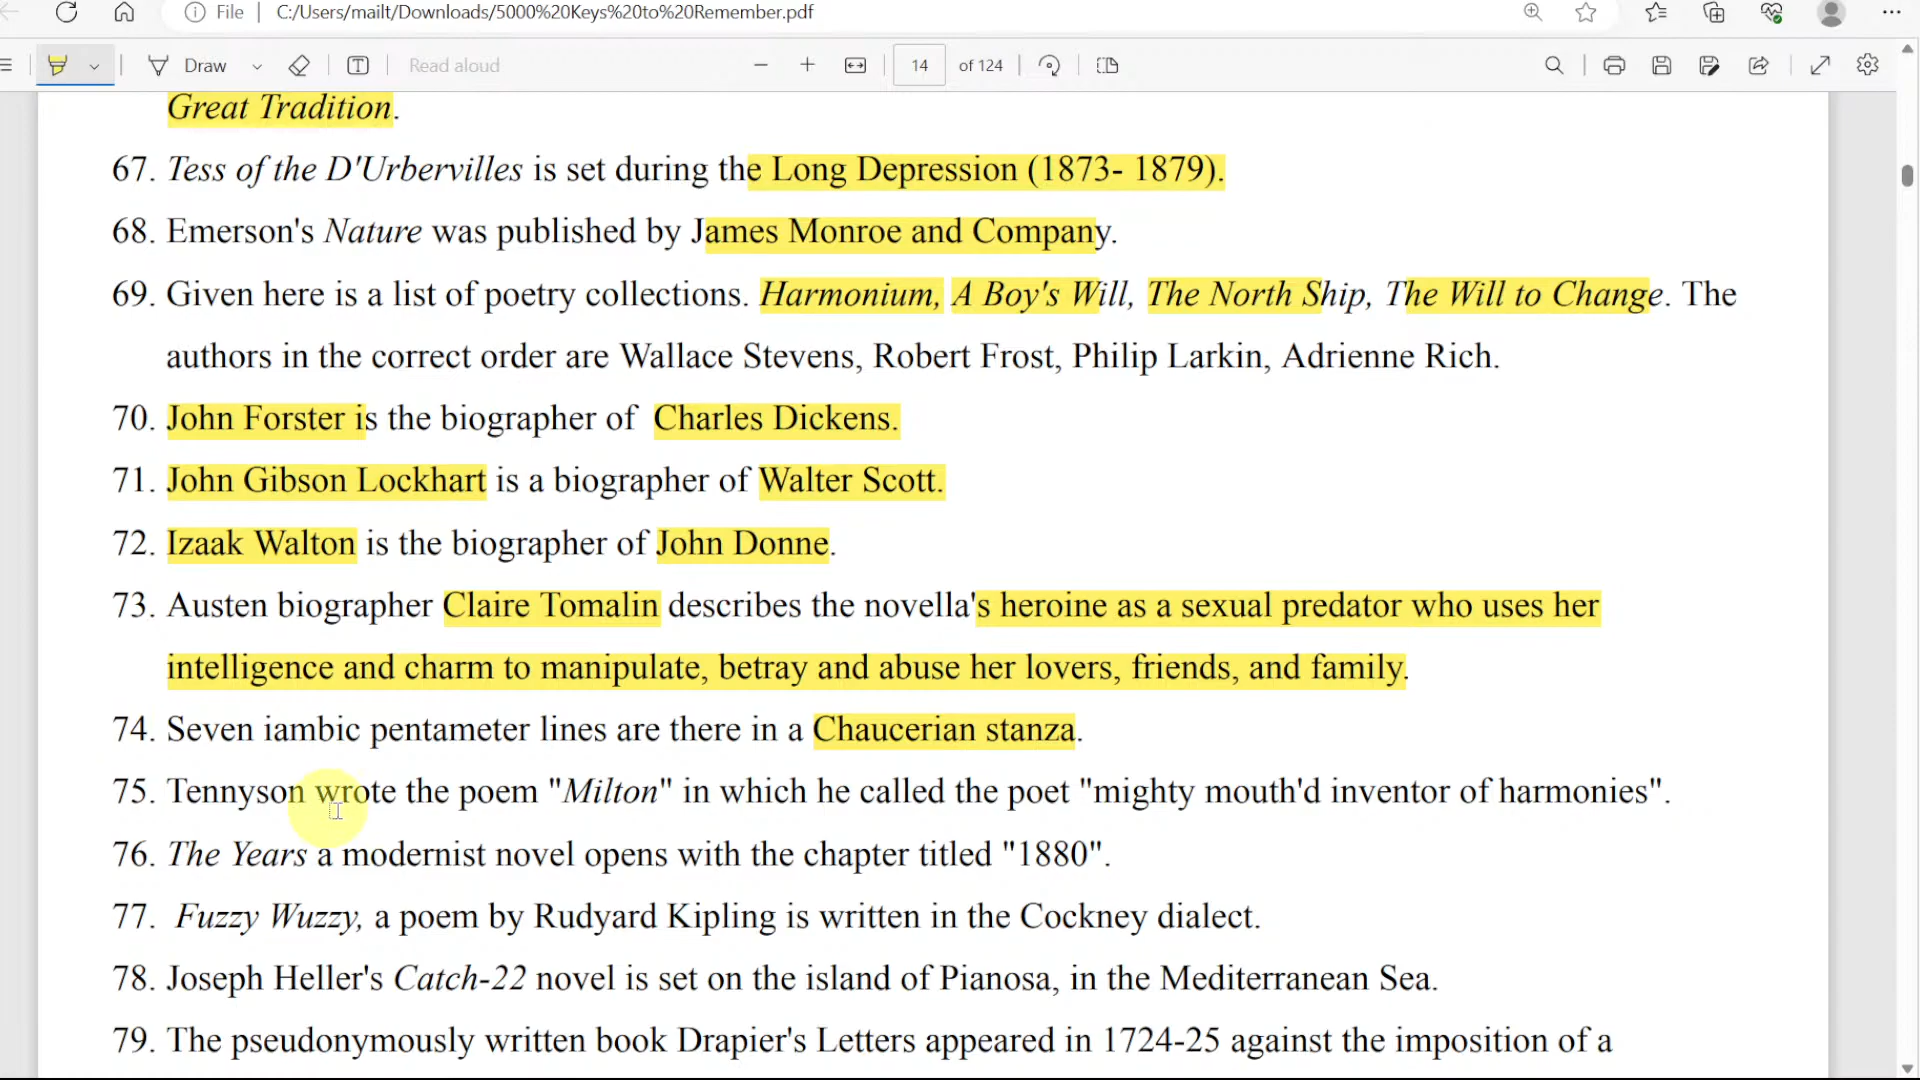 File | C:/Users/mailt/Downloads/5000%20Keys%20to%20Remember.pdf
Draw Read aloud 14 of 124
Great Tradition.
67. Tess of the D'Urbervilles is set during the Long Depression (1873- 1879).
68. Emerson's Nature was published by James Monroe and Company.
69. Given here is a list of poetry collections. Harmonium, A Boy's Will, The North Ship, The Will to Change. The
authors in the correct order are Wallace Stevens, Robert Frost, Philip Larkin, Adrienne Rich.
70. John Forster is the biographer of Charles Dickens.
71. John Gibson Lockhart is a biographer of Walter Scott.
72. Izaak Walton is the biographer of John Donne.
73. Austen biographer Claire Tomalin describes the novella's heroine as a sexual predator who uses her
intelligence and charm to manipulate, betray and abuse her lovers, friends, and family.
74. Seven iambic pentameter lines are there in a Chaucerian stanza.
75. Tennyson wrote the poem "Milton" in which he called the poet "mighty mouth'd inventor of harmonies".
76. The Years a modernist novel opens with the chapter titled "1880".
77. Fuzzy Wuzzy, a poem by Rudyard Kipling is written in the Cockney dialect.
78. Joseph Heller's Catch-22 novel is set on the island of Pianosa, in the Mediterranean Sea.
79. The pseudonymously written book Drapier's Letters appeared in 1724-25 against the imposition of a